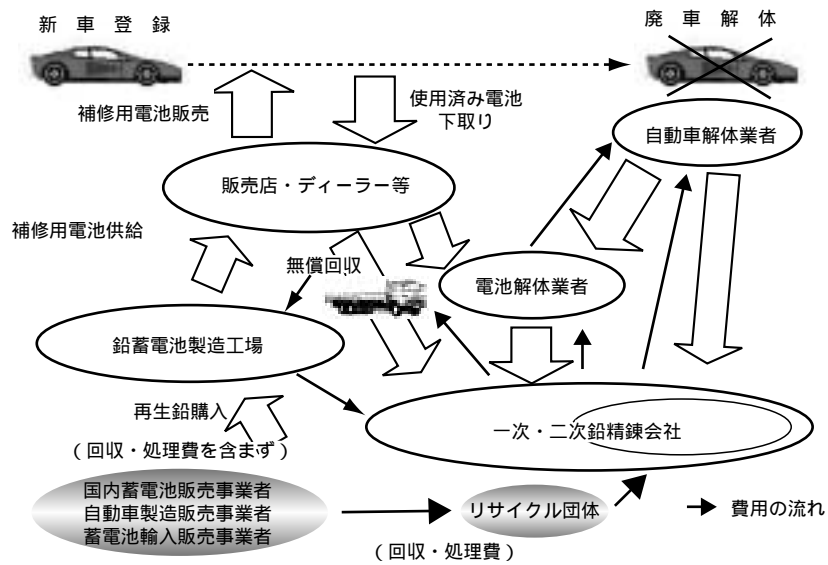 新車登録
廃車解体
補修用電池販売
使用済み電池
下取り
自動車解体業者
販売店・ディーラー等
補修用電池供給
無償回収
電池解体業者
鉛蓄電池製造工場
再生鉛購入
一次・二次鉛精錬会社
(回収・処理費を含まず)
国内蓄電池販売事業者
自動車製造販売事業者
蓄電池輸入販売事業者
リサイクル団体
費用の流れ
(回収・処理費)